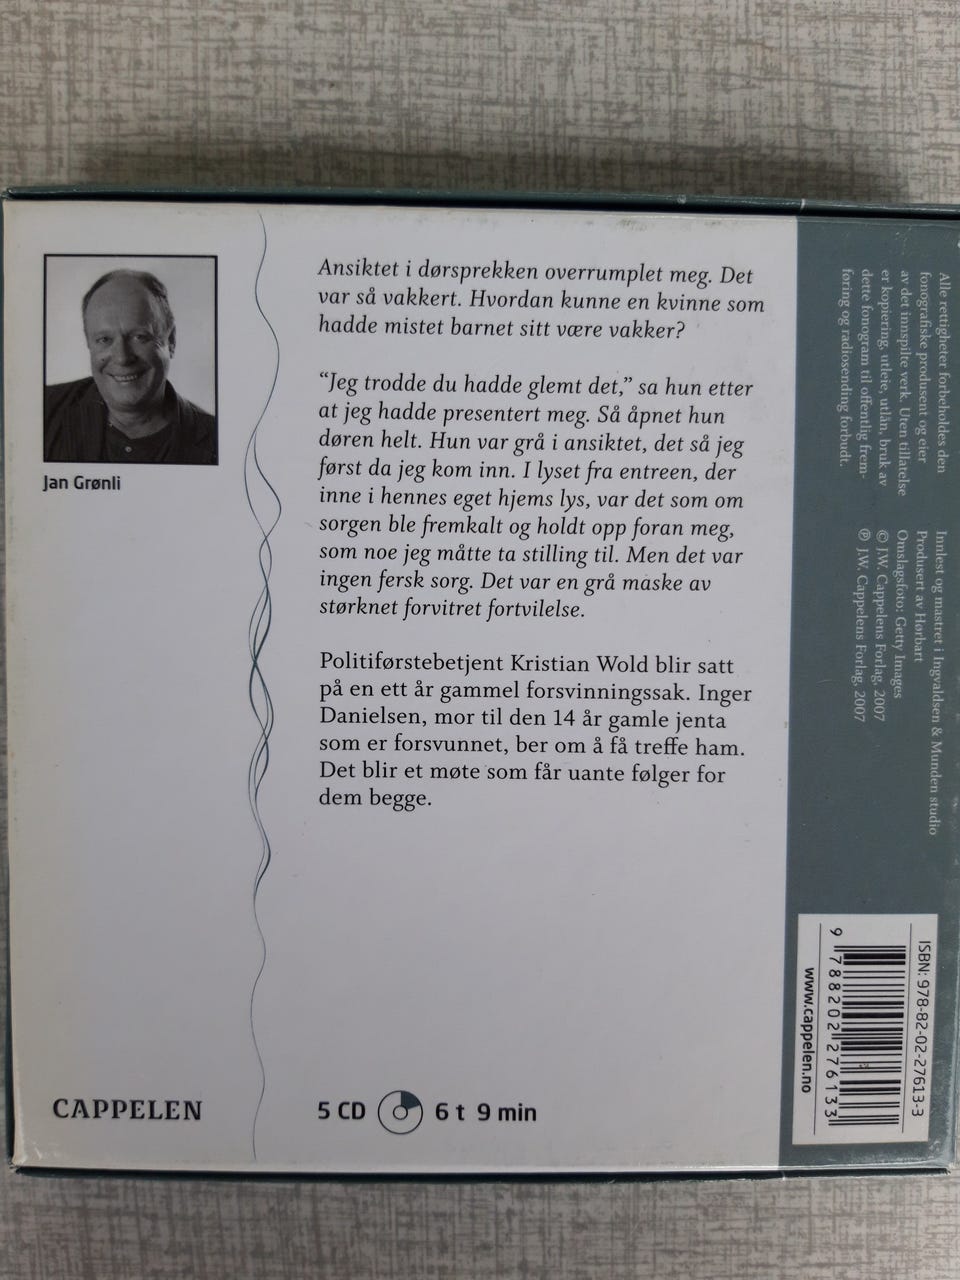 Jan Grønli
Ansiktet i dørsprekken overrumplet meg. Det
var så vakkert. Hvordan kunne en kvinne som
hadde mistet barnet sitt være vakker?
“Jeg trodde du hadde glemt det,” sa hun etter
at jeg hadde presentert meg. Så åpnet hun
døren helt. Hun var grå i ansiktet, det så jeg
først da jeg kom inn. I lyset fra entreen, der
inne i hennes eget hjems lys, var det som om
sorgen ble fremkalt og holdt opp foran meg,
som noe jeg måtte ta stilling til. Men det var
ingen fersk sorg. Det var en grå maske av
størknet forvitret fortvilelse.
Politiførstebetjent Kristian Wold blir satt
på en ett år gammel forsvinningssak. Inger
Danielsen, mor til den 14 år gamle jenta
som er forsvunnet, ber om å få treffe ham.
Det blir et møte som får uante følger for
dem begge.
CAPPELEN
5 CD 6 t 9 min
Alle rettigheter forbeholdes den
fonografiske produsent og eier
av det innspilte verk. Uten tillatelse
er kopiering, utleie, utlån, bruk av
dette fonogram til offentlig frem-
føring og radiosending forbudt.
Innlest og mastret i Ingvaldsen & Munden studio
Produsert av Hørbart
Omslagsfoto: Getty Images
© J.W. Cappelens Forlag, 2007
℗ J.W. Cappelens Forlag, 2007
ISBN: 978-82-02-27613-3
9 788202 276133
www.cappelen.no